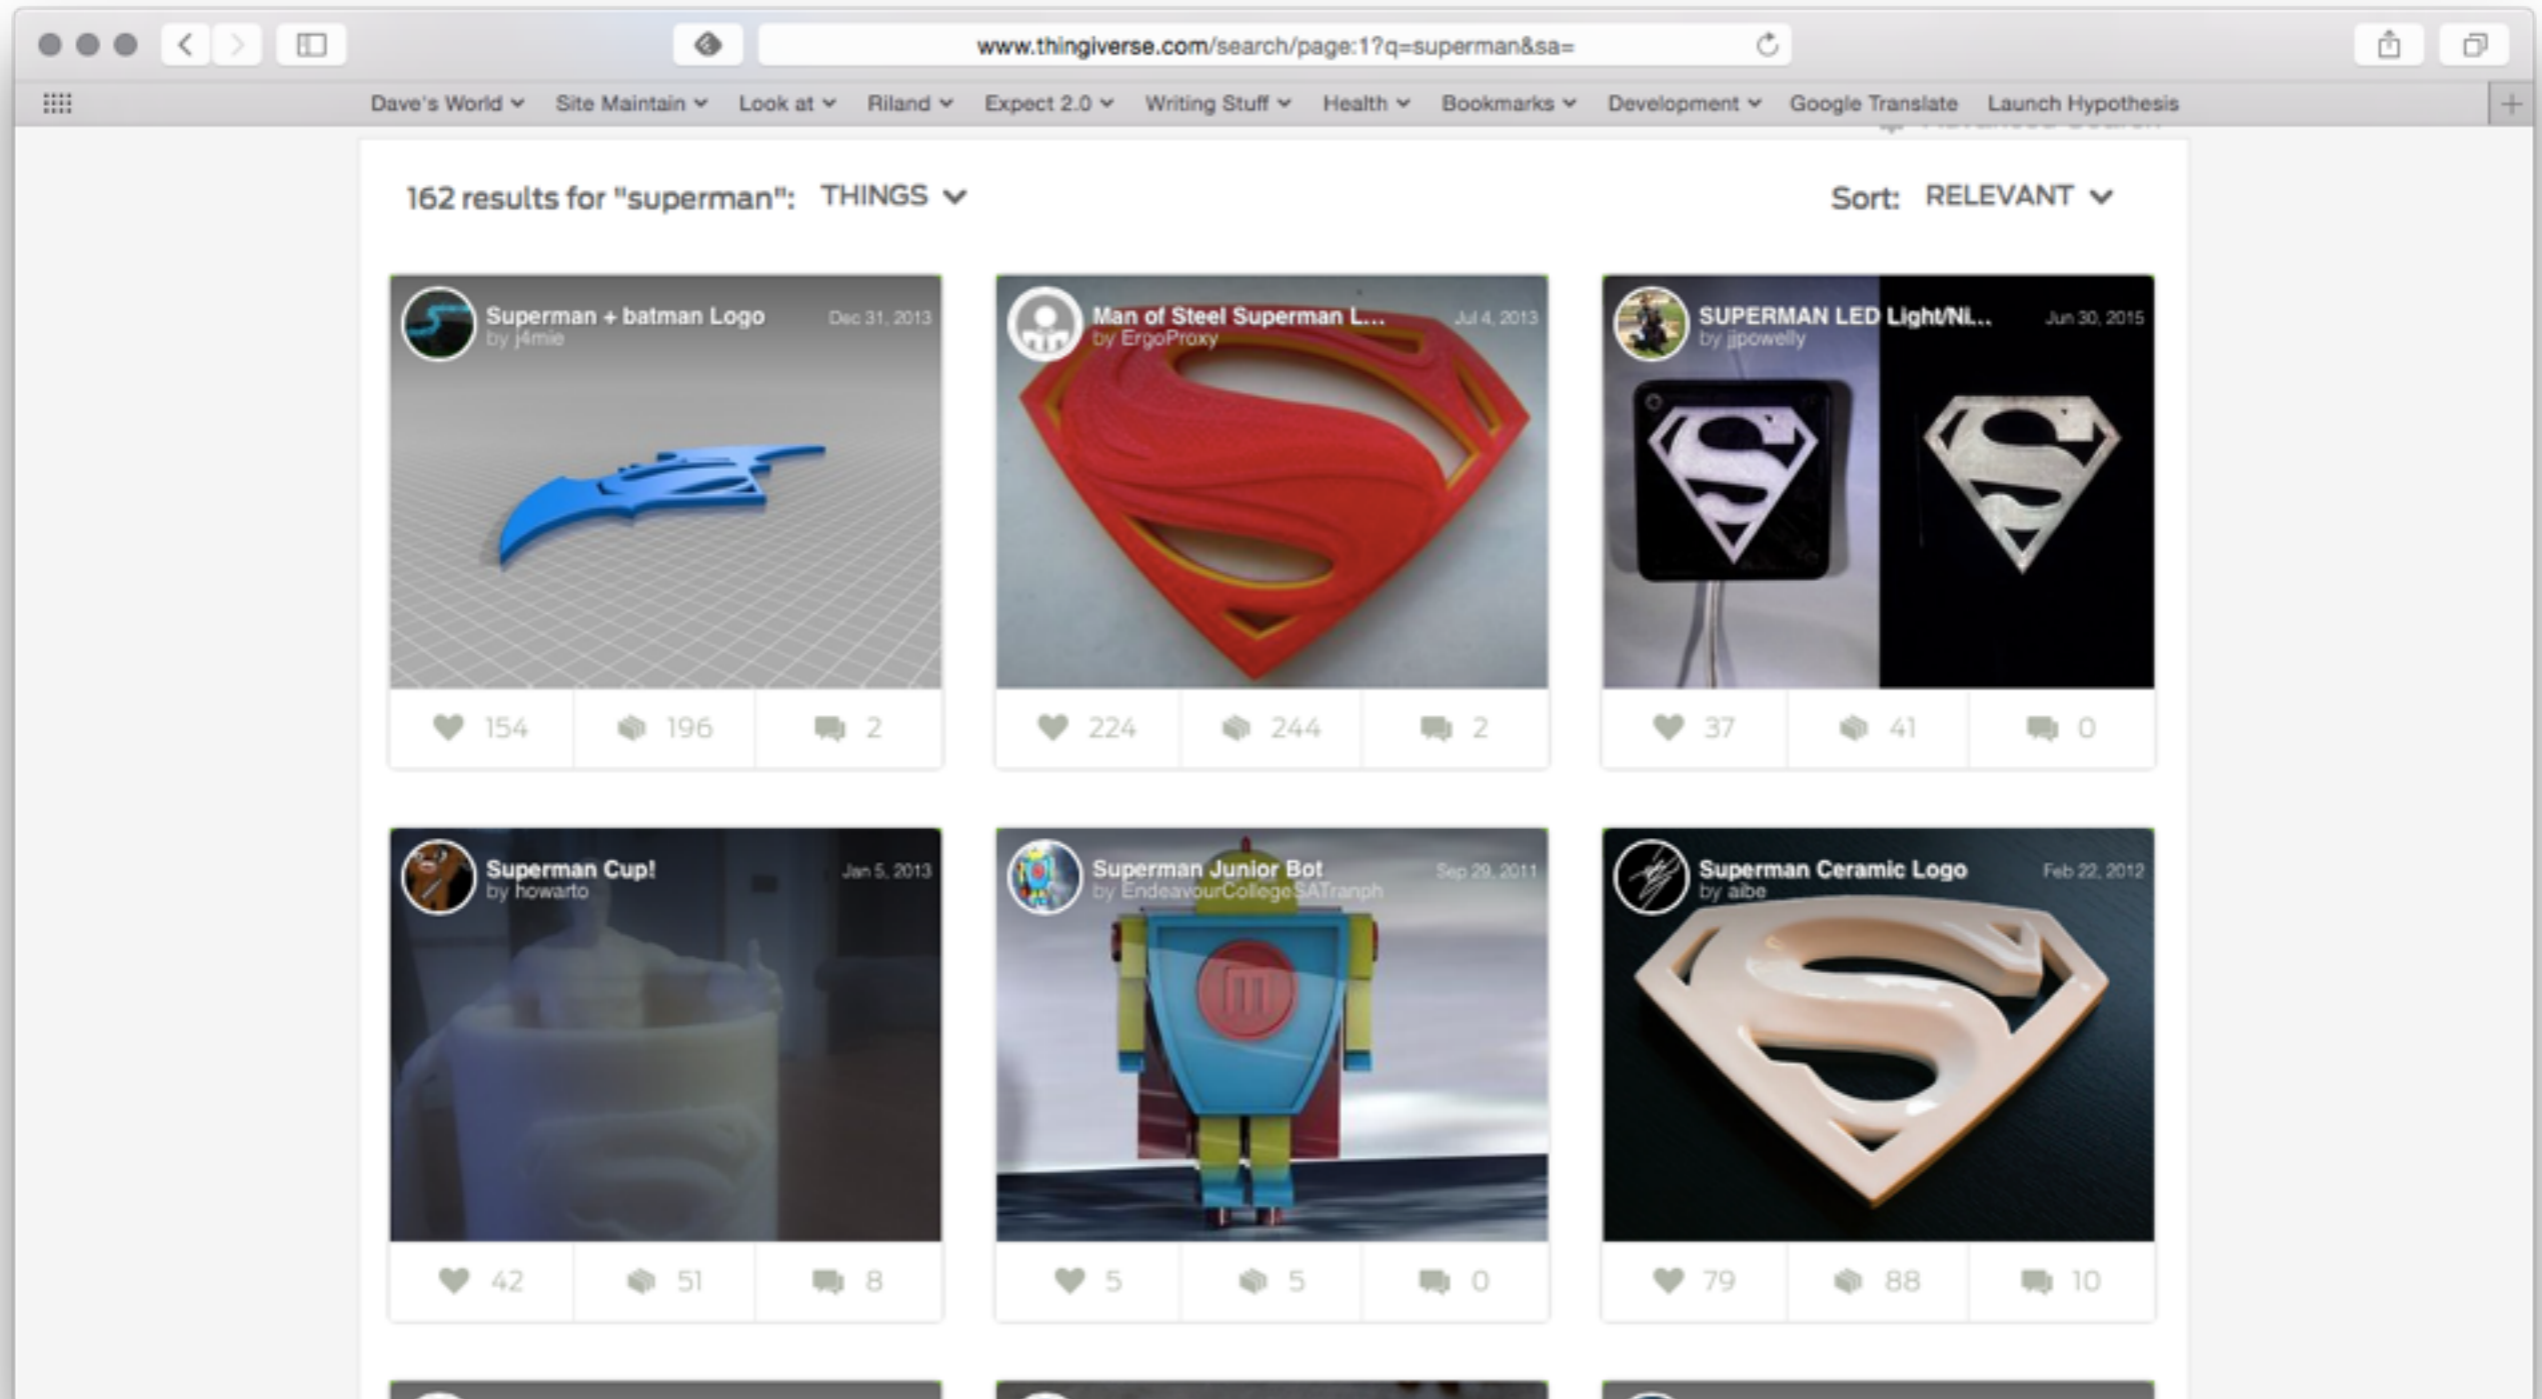 www.thingiverse.com/search/page:1?q=superman&sa=
Dave's World Site Maintain Look at Riland Expect 2.0 Writing Stuff Health Bookmarks Development Google Translate Launch Hypothesis
162 results for "superman": THINGS
Sort: RELEVANT
Superman + batman Logo Dec 31, 2013
by j4mie
154 196 2
Man of Steel Superman L... Jul 4, 2013
by ErgoProxy
224 244 2
SUPERMAN LED Light/Ni... Jun 30, 2015
by jjpowelly
37 41 0
Superman Cup! Jan 5, 2013
by howarto
42 51 8
Superman Junior Bot Sep 29, 2011
by EndeavourCollegeSATranph
5 5 0
Superman Ceramic Logo Feb 22, 2012
by aibe
79 88 10